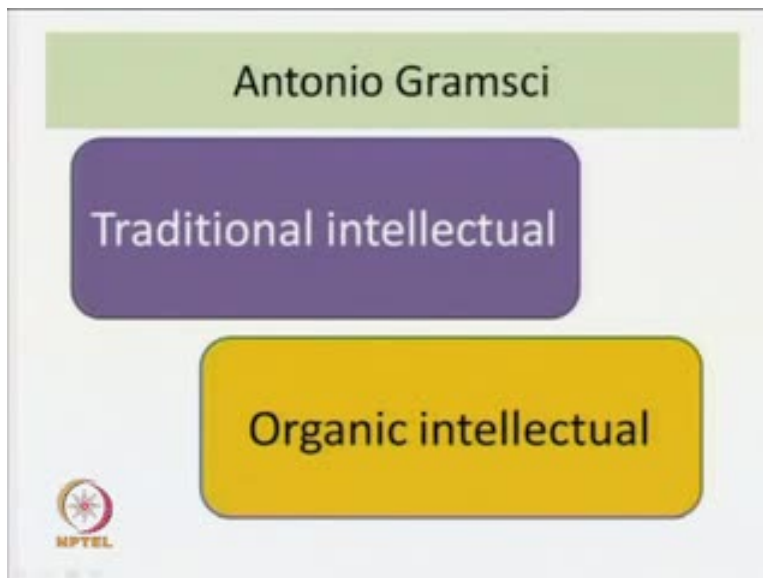 Antonio Gramsci
Traditional intellectual
Organic intellectual
NPTEL